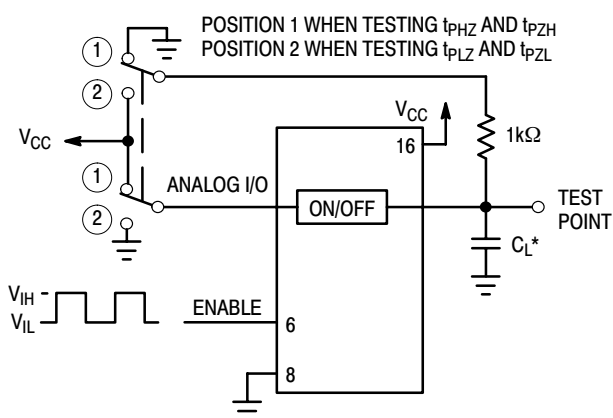 POSITION 1 WHEN TESTING tPHZ AND tPZH
POSITION 2 WHEN TESTING tPLZ AND tPZL
1
2
VCC
VCC
16
1kΩ
1
2
ANALOG I/O
ON/OFF
TEST
POINT
CL*
VIH
VIL
ENABLE
6
8